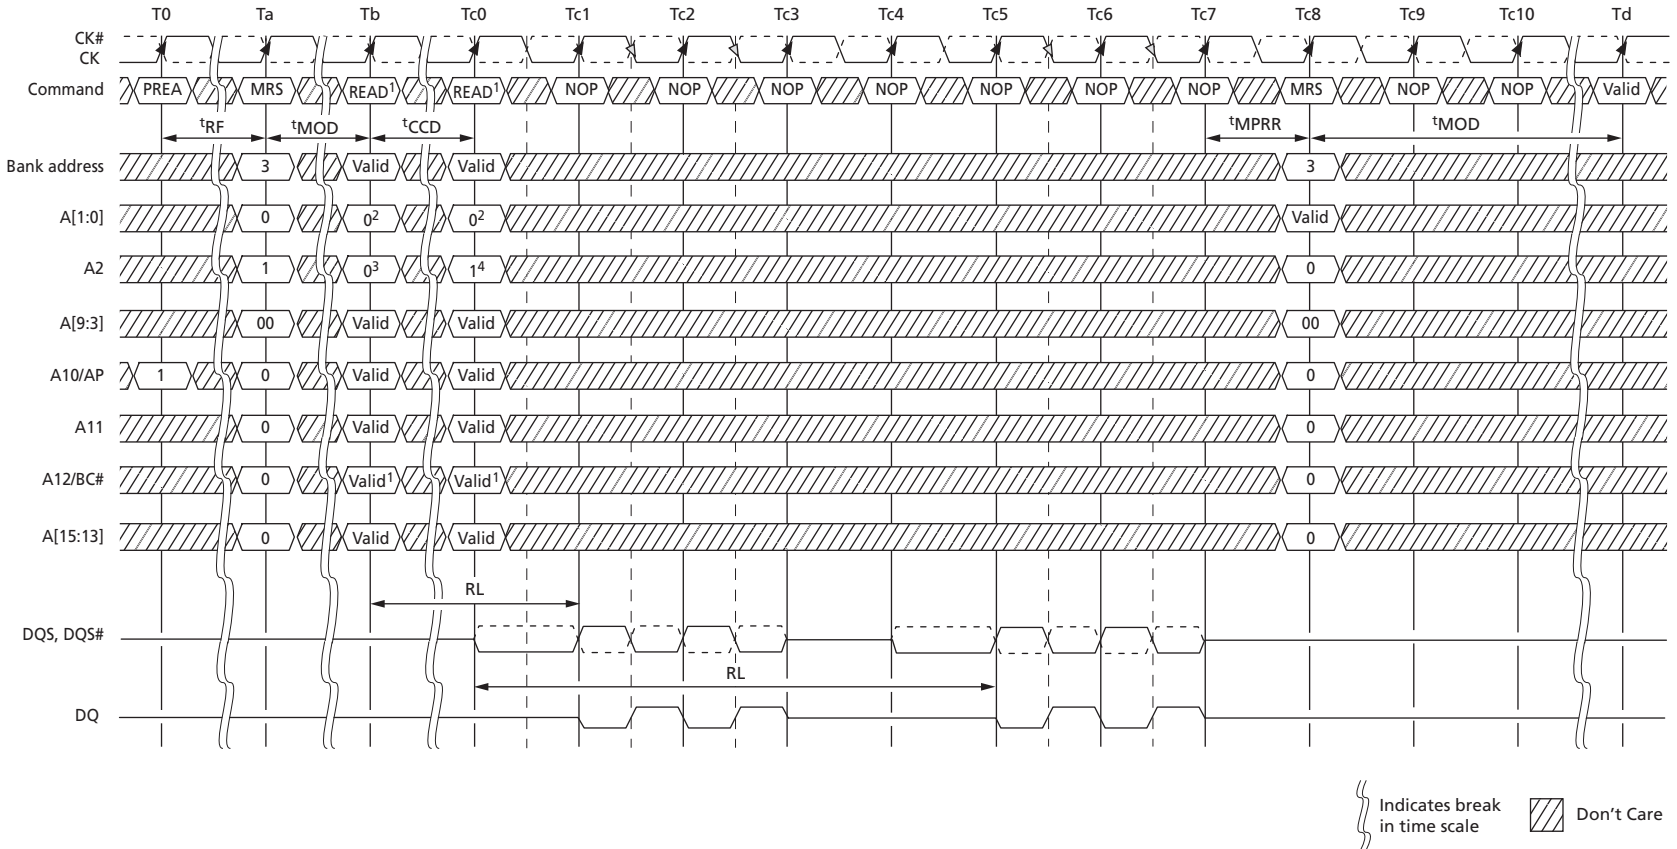 T0 Ta Tb Tc0 Tc1 Tc2 Tc3 Tc4 Tc5 Tc6 Tc7 Tc8 Tc9 Tc10 Td
CK#
CK
Command PREA MRS READ1 READ1 NOP NOP NOP NOP NOP NOP NOP MRS NOP NOP Valid
tRF tMOD tCCD tMPRR tMOD
Bank address 3 Valid Valid 3
A[1:0] 0 02 02 Valid
A2 1 03 14 0
A[9:3] 00 Valid Valid 00
A10/AP 1 0 Valid Valid 0
A11 0 Valid Valid 0
A12/BC# 0 Valid1 Valid1 0
A[15:13] 0 Valid Valid 0
RL
DQS, DQS#
RL
DQ
Indicates break
in time scale
Don't Care